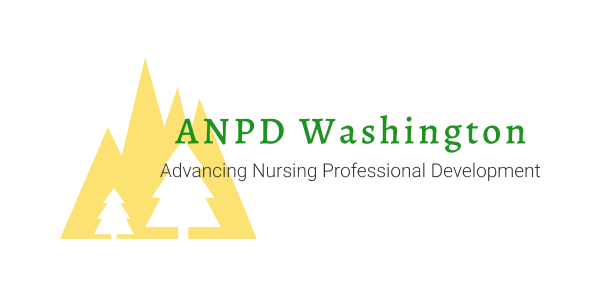 ANPD Washington
Advancing Nursing Professional Development